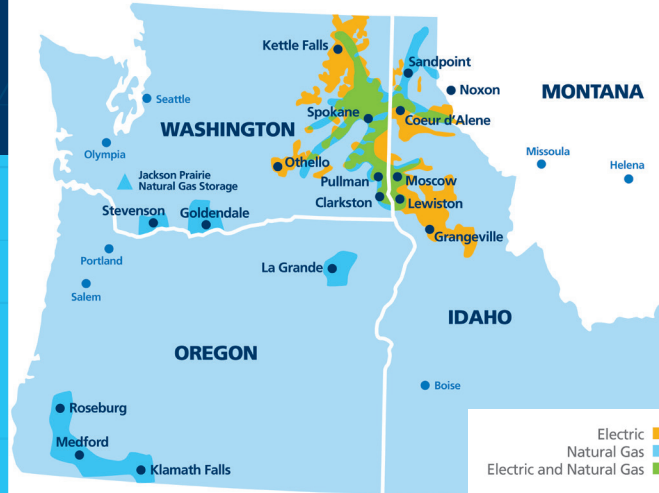 Kettle Falls
Sandpoint
Noxon
MONTANA
Seattle
WASHINGTON
Spokane
Coeur d'Alene
Olympia
Missoula
Helena
Othello
Jackson Prairie
Natural Gas Storage
Pullman
Moscow
Clarkston
Lewiston
Stevenson
Goldendale
Grangeville
Portland
La Grande
Salem
IDAHO
OREGON
Boise
Roseburg
Medford
Klamath Falls
Electric
Natural Gas
Electric and Natural Gas